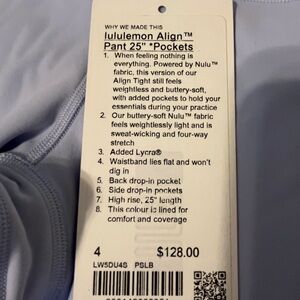 WHY WE MADE THIS
lululemon Align™
Pant 25" *Pockets
1. When feeling nothing is
everything. Powered by Nulu™
fabric, this version of our
Align Tight still feels
weightless and buttery-soft,
with added pockets to hold your
essentials during your practice
2. Our buttery-soft Nulu™ fabric
feels weightlessly light and is
sweat-wicking and four-way
stretch
3. Added Lycra®
4. Waistband lies flat and won't
dig in
5. Back drop-in pocket
6. Side drop-in pockets
7. High rise, 25" length
8. This colour is lined for
comfort and coverage
4 $128.00
LW5DU4S PSLB